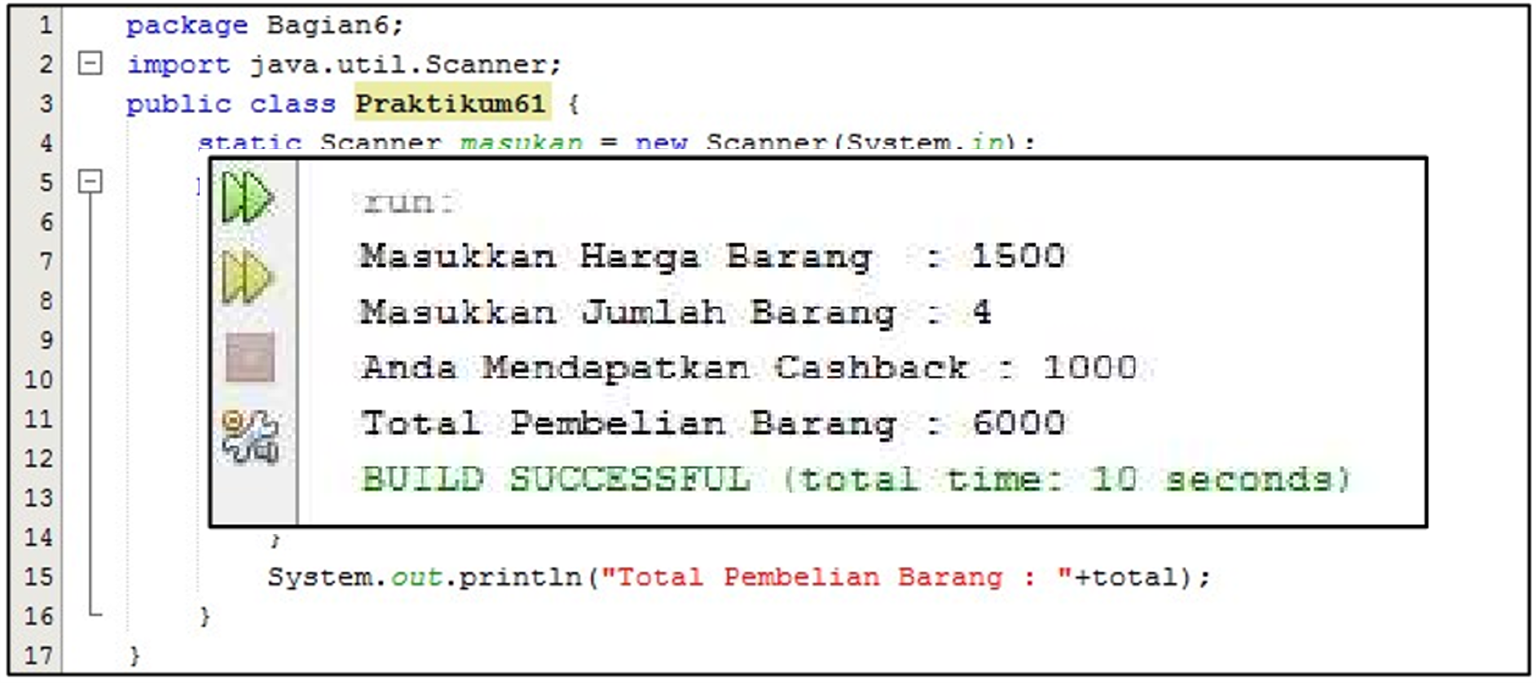 1 package Bagian6;
2 import java.util.Scanner;
3 public class Praktikum61 {
4 static Scanner masukan = new Scanner(System.in);
5
6
7
8
9
10
11
12
13
14 }
15 System.out.println("Total Pembelian Barang : "+total);
16 }
17 }
run:
Masukkan Harga Barang : 1500
Masukkan Jumlah Barang : 4
Anda Mendapatkan Cashback : 1000
Total Pembelian Barang : 6000
BUILD SUCCESSFUL (total time: 10 seconds)